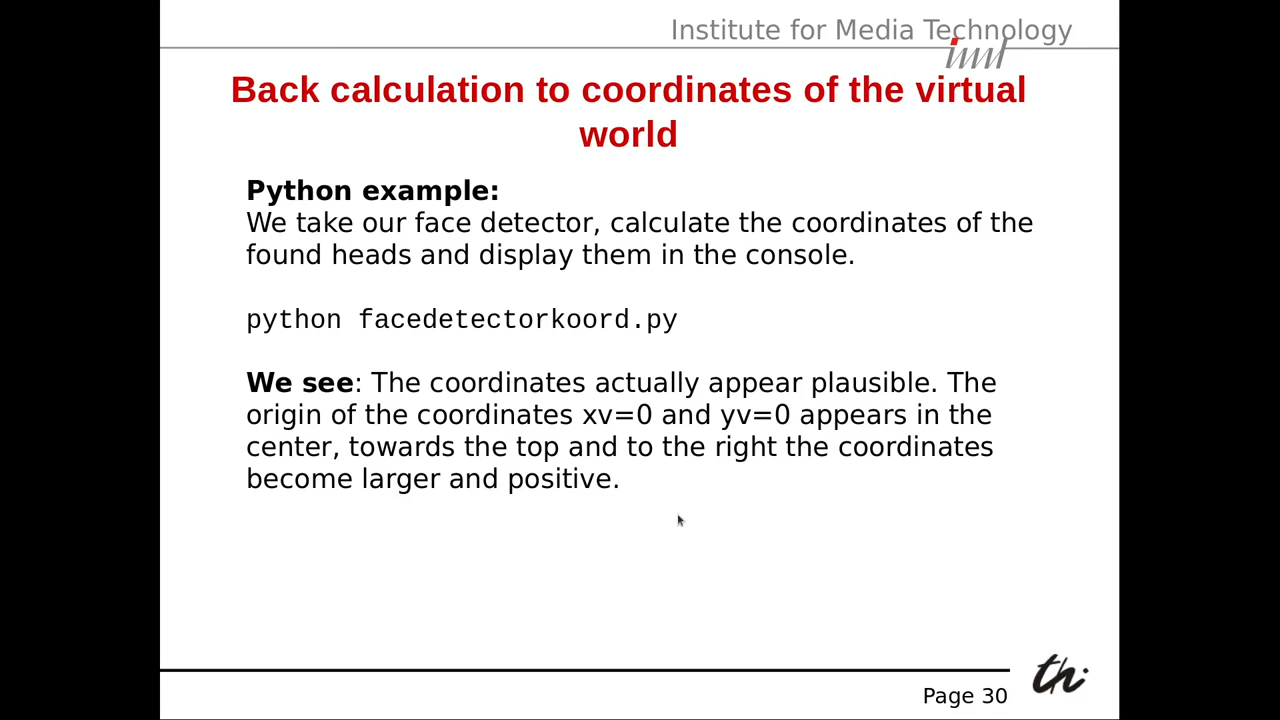 Institute for Media Technology
imt
Back calculation to coordinates of the virtual
world
Python example:
We take our face detector, calculate the coordinates of the
found heads and display them in the console.
python facedetectorkoord.py
We see: The coordinates actually appear plausible. The
origin of the coordinates xv=0 and yv=0 appears in the
center, towards the top and to the right the coordinates
become larger and positive.
th
Page 30